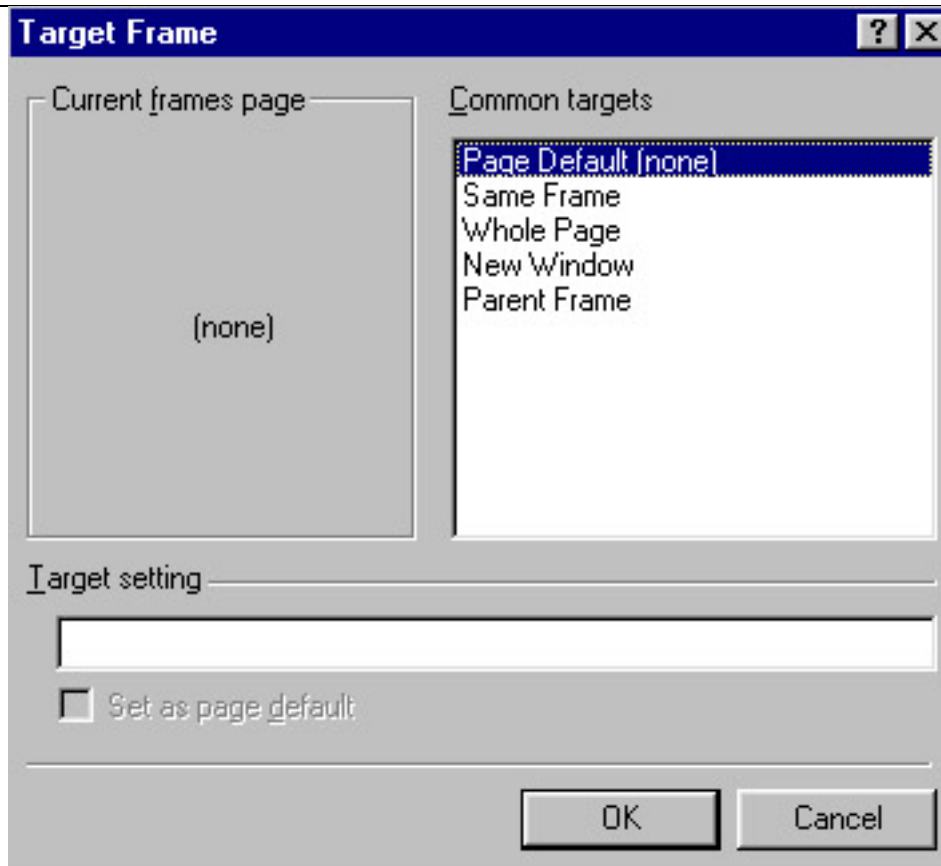 Target Frame
Current frames page
(none)
Common targets
Page Default (none)
Same Frame
Whole Page
New Window
Parent Frame
Target setting
Set as page default
OK
Cancel